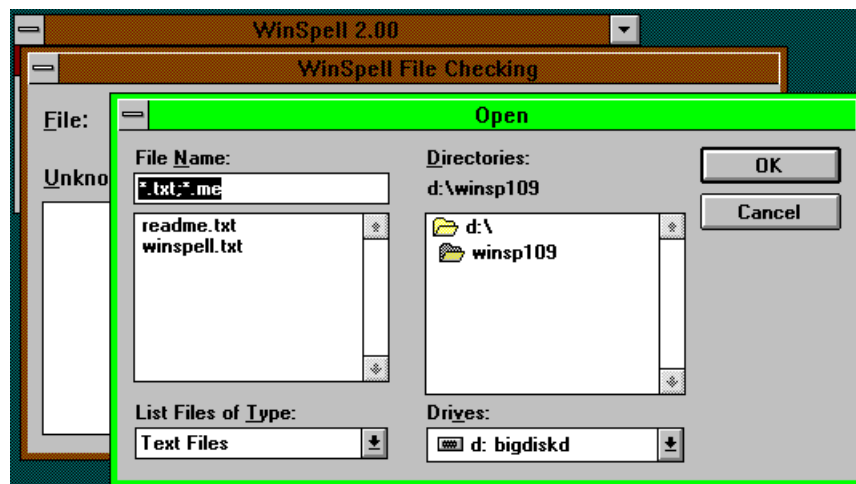 WinSpell 2.00
WinSpell File Checking
File:
Open
Unkno
File Name:
*.txt;*.me
readme.txt
winspell.txt
List Files of Type:
Text Files
Directories:
d:\winsp109
d:\
winsp109
Drives:
d: bigdiskd
OK
Cancel